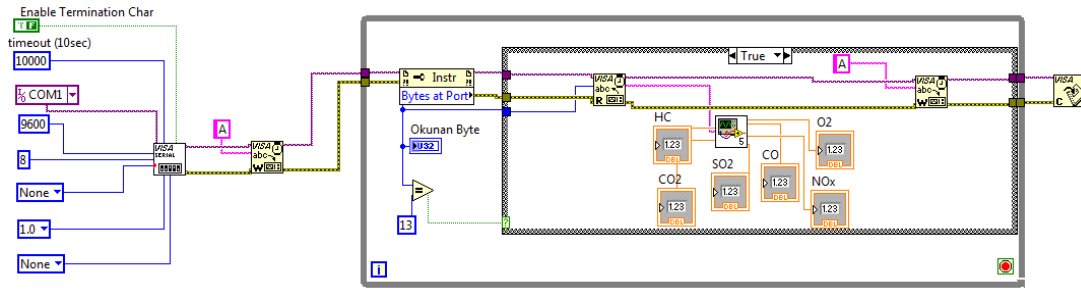 Enable Termination Char
T F
timeout (10sec)
10000
COM1
9600
8
None
1.0
None
VISA
SERIAL
A
VISA
abc
W
Instr
Bytes at Port
Okunan Byte
U32
=
13
i
True
?
VISA
abc
R
A
VISA
abc
W
VISA
C
S
HC
1.23
DBL
CO2
1.23
DBL
SO2
1.23
DBL
CO
1.23
DBL
O2
1.23
DBL
NOx
1.23
DBL